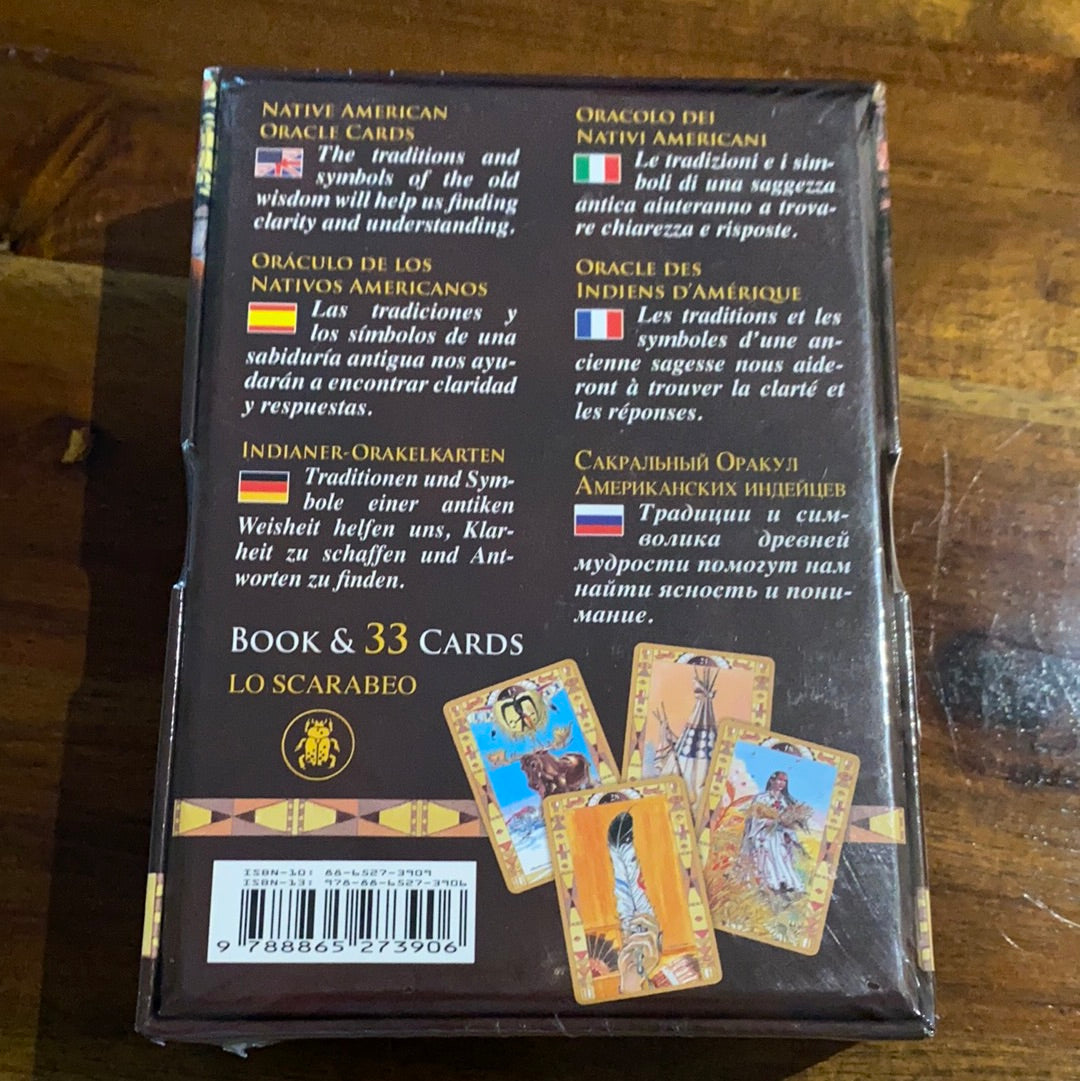 NATIVE AMERICAN
ORACLE CARDS
The traditions and
symbols of the old
wisdom will help us finding
clarity and understanding.
ORACOLO DEI
NATIVI AMERICANI
Le tradizioni e i sim-
boli di una saggezza
antica aiuteranno a trova-
re chiarezza e risposte.
ORÁCULO DE LOS
NATIVOS AMERICANOS
Las tradiciones y
los símbolos de una
sabiduría antigua nos ayu-
darán a encontrar claridad
y respuestas.
ORACLE DES
INDIENS D'AMÉRIQUE
Les traditions et les
symboles d'une an-
cienne sagesse nous aide-
ront à trouver la clarté et
les réponses.
INDIANER-ORAKELKARTEN
Traditionen und Sym-
bole einer antiken
Weisheit helfen uns, Klar-
heit zu schaffen und Ant-
worten zu finden.
САКРАЛЬНЫЙ ОРАКУЛ
АМЕРИКАНСКИХ ИНДЕЙЦЕВ
Традиции и сим-
волика древней
мудрости помогут нам
найти ясность и пони-
мание.
BOOK & 33 CARDS
LO SCARABEO
ISBN-10: 88-6527-3909
ISBN-13: 978-88-6527-3906
9 788865 273906